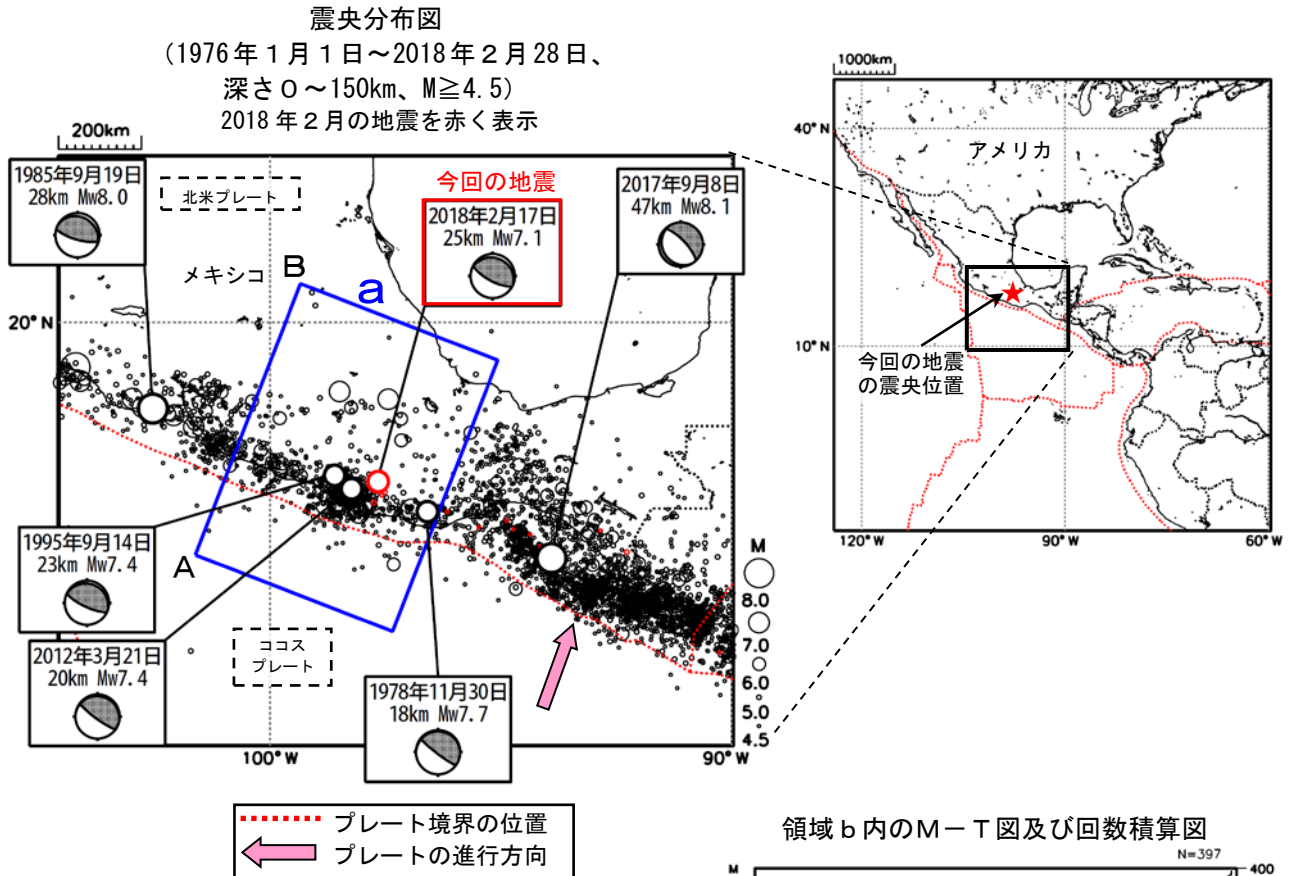 震央分布図
(1976年1月1日~2018年2月28日、
深さ0~150km、M≧4.5)
2018年2月の地震を赤く表示
200km
1985年9月19日
28km Mw8.0
北米プレート
今回の地震
2018年2月17日
25km Mw7.1
2017年9月8日
47km Mw8.1
メキシコ
B
a
20°N
A
1995年9月14日
23km Mw7.4
2012年3月21日
20km Mw7.4
ココス
プレート
1978年11月30日
18km Mw7.7
100°W
90°W
M
8.0
7.0
6.0
5.0
4.5
1000km
40°N
アメリカ
10°N
今回の地震
の震央位置
120°W
90°W
60°W
プレート境界の位置
プレートの進行方向
領域b内のM-T図及び回数積算図
N=397
M
400